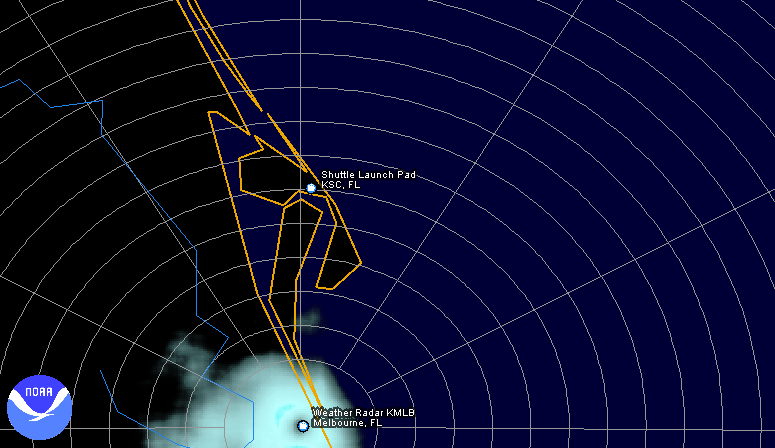 Shuttle Launch Pad
KSC, FL
Weather Radar KMLB
Melbourne, FL
NOAA